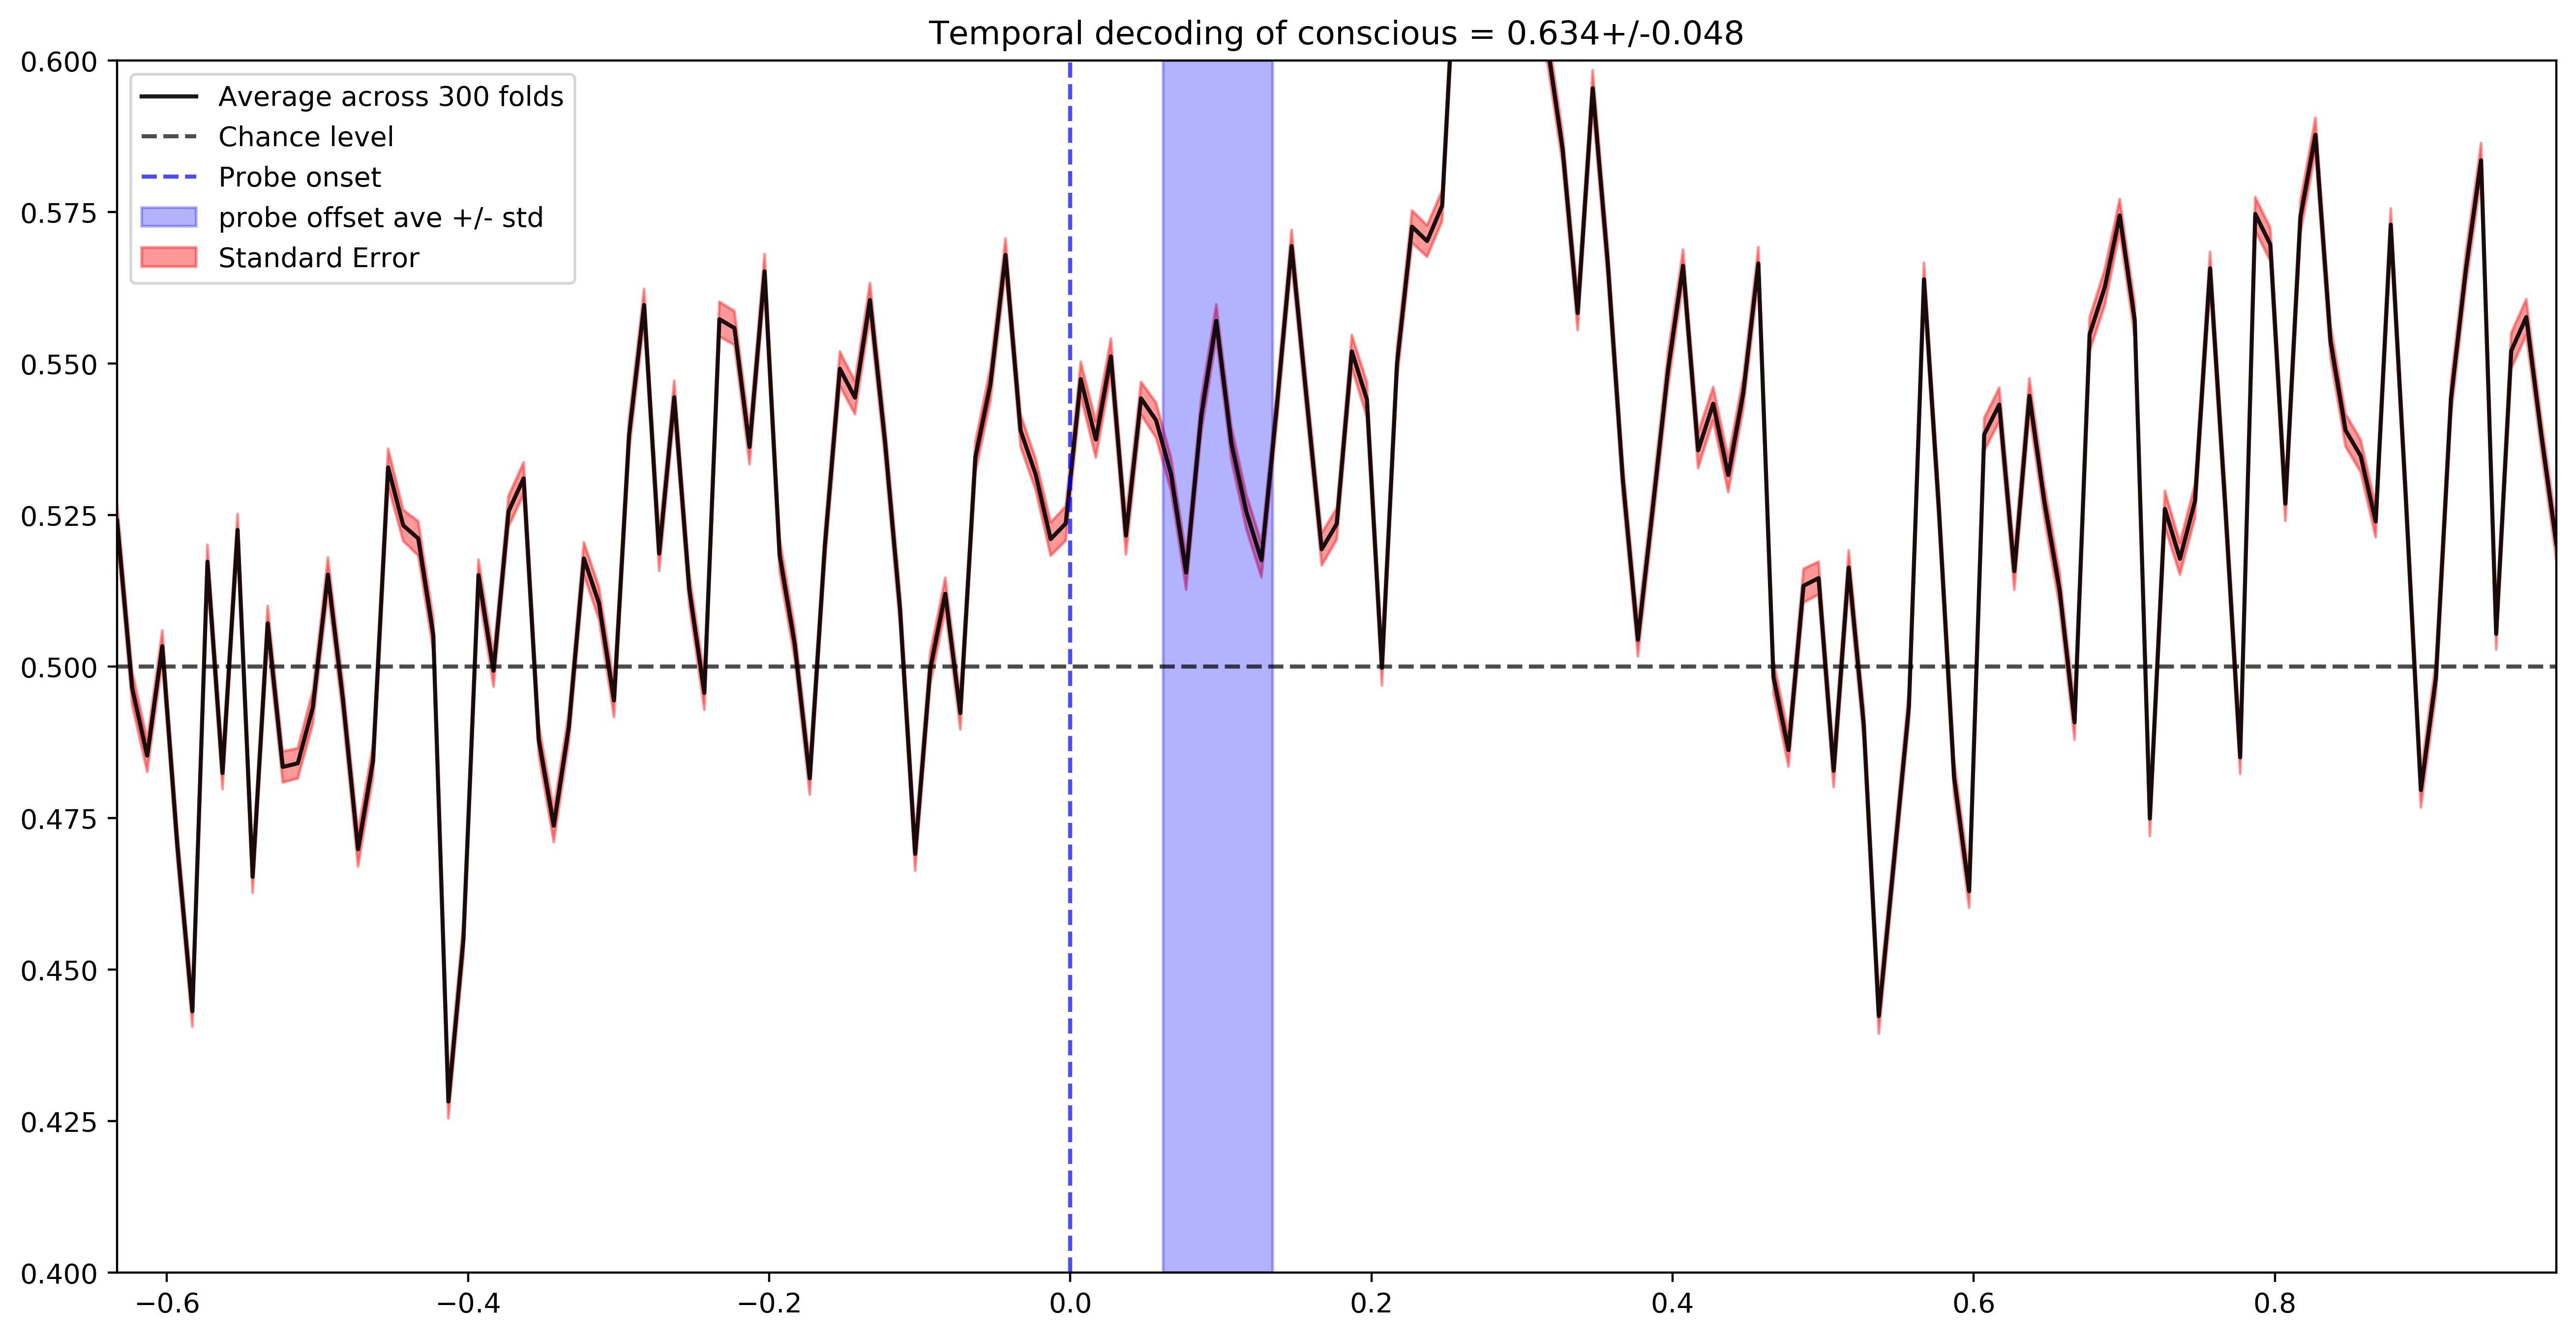 Temporal decoding of conscious = 0.634+/-0.048
0.600
0.575
0.550
0.525
0.500
0.475
0.450
0.425
0.400
Average across 300 folds
Chance level
Probe onset
probe offset ave +/- std
Standard Error
−0.6 −0.4 −0.2 0.0 0.2 0.4 0.6 0.8